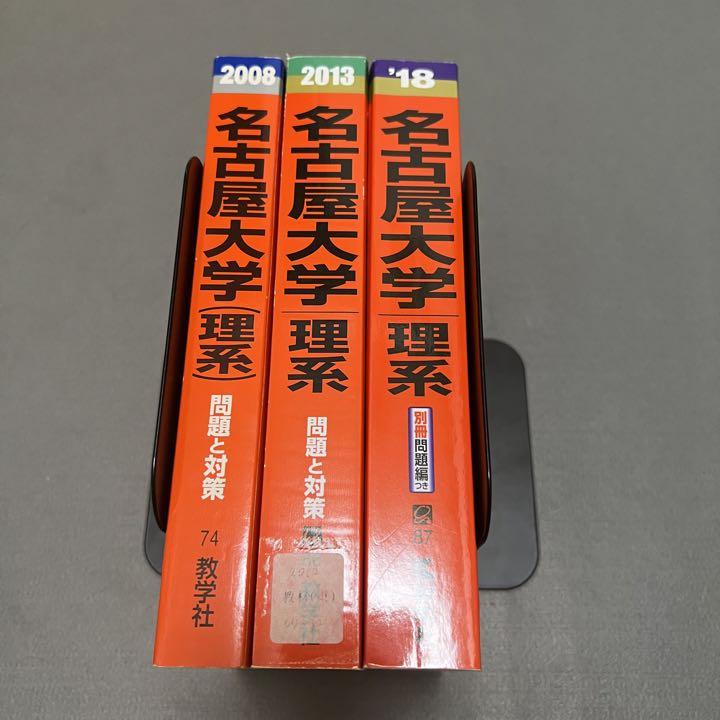 2008
名古屋大学(理系)
問題と対策
74
教学社
2013
名古屋大学
理系
問題と対策
'18
名古屋大学
理系
別冊問題編つき
87